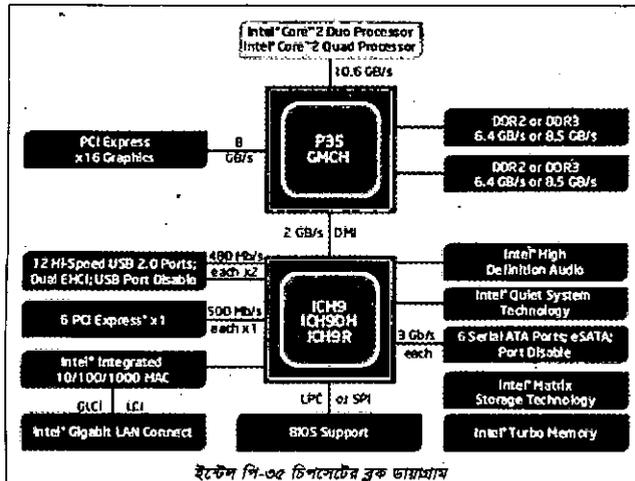 Intel® Core™2 Duo Processor
Intel® Core™2 Quad Processor
10.6 GB/s
PCI Express
x16 Graphics
8
GB/s
P35
GMCH
DDR2 or DDR3
6.4 GB/s or 8.5 GB/s
DDR2 or DDR3
6.4 GB/s or 8.5 GB/s
2 GB/s DMI
12 Hi-Speed USB 2.0 Ports;
Dual EHCI; USB Port Disable
480 Mb/s
each x2
6 PCI Express® x1
500 Mb/s
each x1
Intel® Integrated
10/100/1000 MAC
GLCI LCI
Intel® Gigabit LAN Connect
ICH9
ICH9DH
ICH9R
LPC or SPI
BIOS Support
Intel® High
Definition Audio
Intel® Quiet System
Technology
3 Gb/s
each
6 Serial ATA Ports; eSATA;
Port Disable
Intel® Matrix
Storage Technology
Intel® Turbo Memory
ইন্টেল পি-৩৫ চিপসেটের ব্লক ডায়াগ্রাম